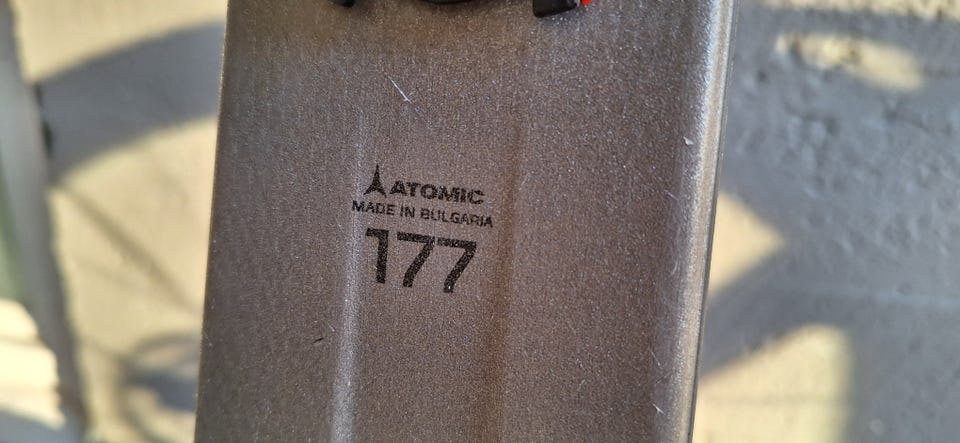 ATOMIC
MADE IN BULGARIA
177